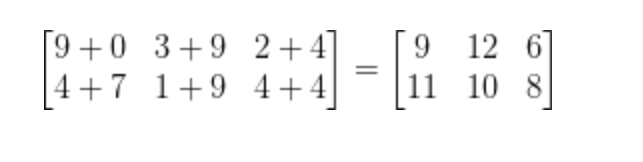 [9+0 3+9 2+4] = [9 12 6]
[4+7 1+9 4+4] [11 10 8]